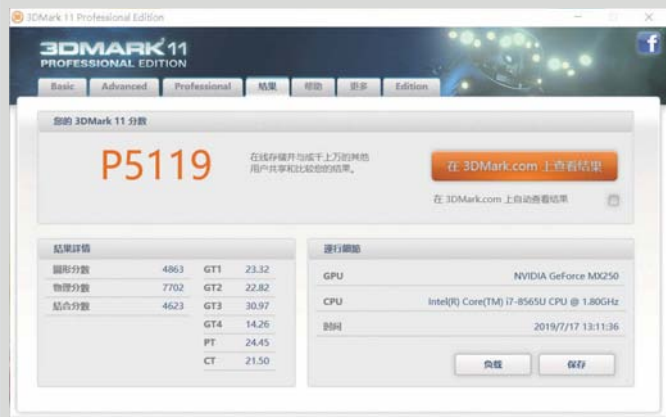 3DMark 11 Professional Edition
3DMARK 11
PROFESSIONAL EDITION
f
Basic Advanced Professional 结果 帮助 更多 Edition
您的 3DMark 11 分数
P5119
在线存储并与成千上万的其他
用户共享和比较您的结果。
在 3DMark.com 上查看结果
在 3DMark.com 上自动查看结果
结果详情
图形分数 4863 GT1 23.32
物理分数 7702 GT2 22.82
结合分数 4623 GT3 30.97
GT4 14.26
PT 24.45
CT 21.50
运行细节
GPU NVIDIA GeForce MX250
CPU Intel(R) Core(TM) i7-8565U CPU @ 1.80GHz
时间 2019/7/17 13:11:36
负载 保存